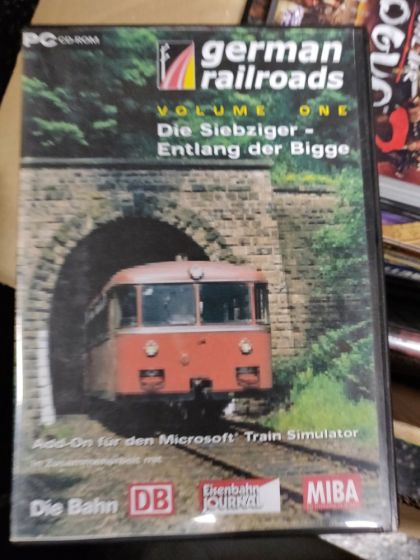 PC CD-ROM
german
railroads
VOLUME ONE
Die Siebziger -
Entlang der Bigge
Add-On für den Microsoft® Train Simulator
in Zusammenarbeit mit
Die Bahn DB
Eisenbahn
JOURNAL
MIBA